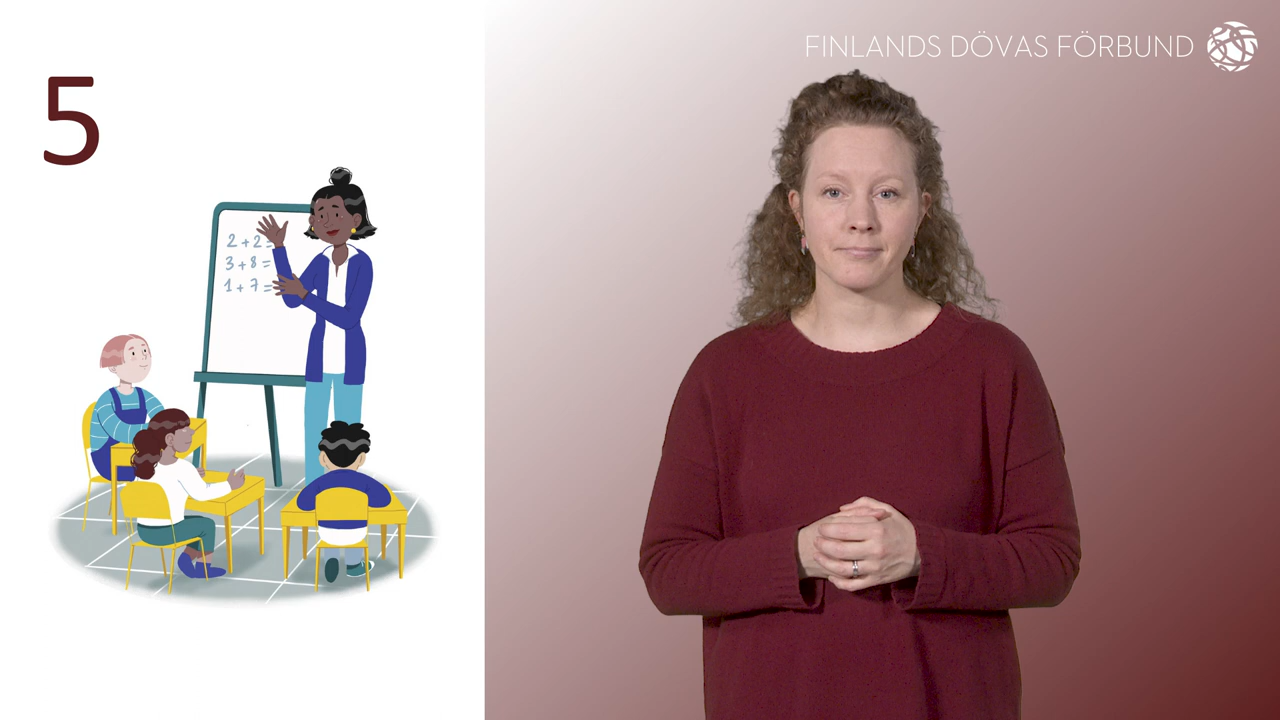 5
FINLANDS DÖVAS FÖRBUND
2+2=
3+8=
1+7=